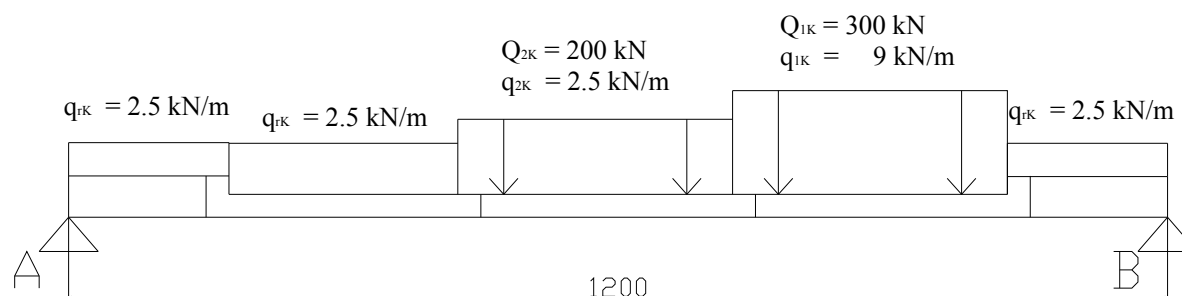 Q₁ₖ = 300 kN
Q₂ₖ = 200 kN
q₁ₖ = 9 kN/m
q₂ₖ = 2.5 kN/m
qᵣₖ = 2.5 kN/m
qᵣₖ = 2.5 kN/m
qᵣₖ = 2.5 kN/m
A
B
1200